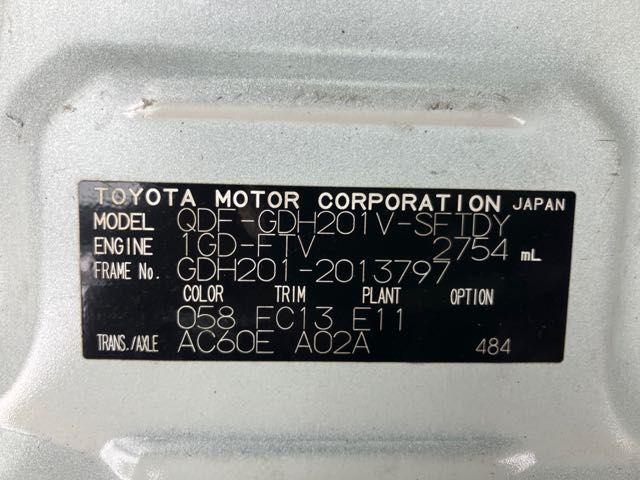 TOYOTA MOTOR CORPORATION JAPAN
MODEL QDF-GDH201V-SFTDY
ENGINE 1GD-FTV 2754 mL
FRAME No. GDH201-2013797
COLOR TRIM PLANT OPTION
058 FC13 E11
TRANS./AXLE AC60E A02A 484